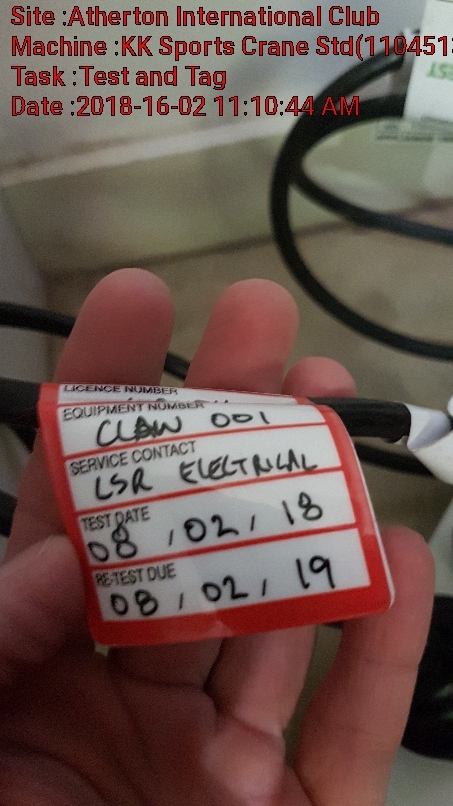 Site :Atherton International Club
Machine :KK Sports Crane Std(110451
Task :Test and Tag
Date :2018-16-02 11:10:44 AM
LICENCE NUMBER
EQUIPMENT NUMBER
CLAW 001
SERVICE CONTACT
LSR ELECTRICAL
TEST DATE
08 , 02 , 18
RE-TEST DUE
08 , 02 , 19